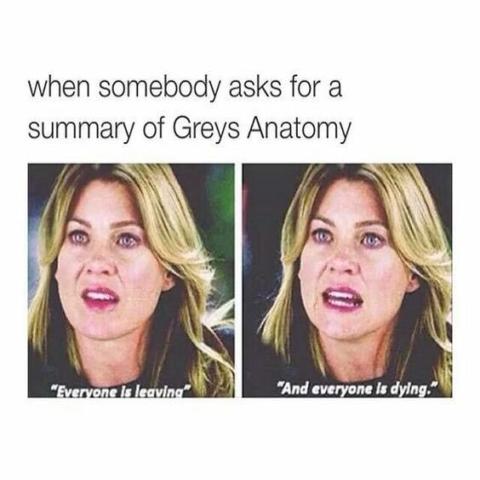 when somebody asks for a
summary of Greys Anatomy
"Everyone is leaving"
"And everyone is dying."